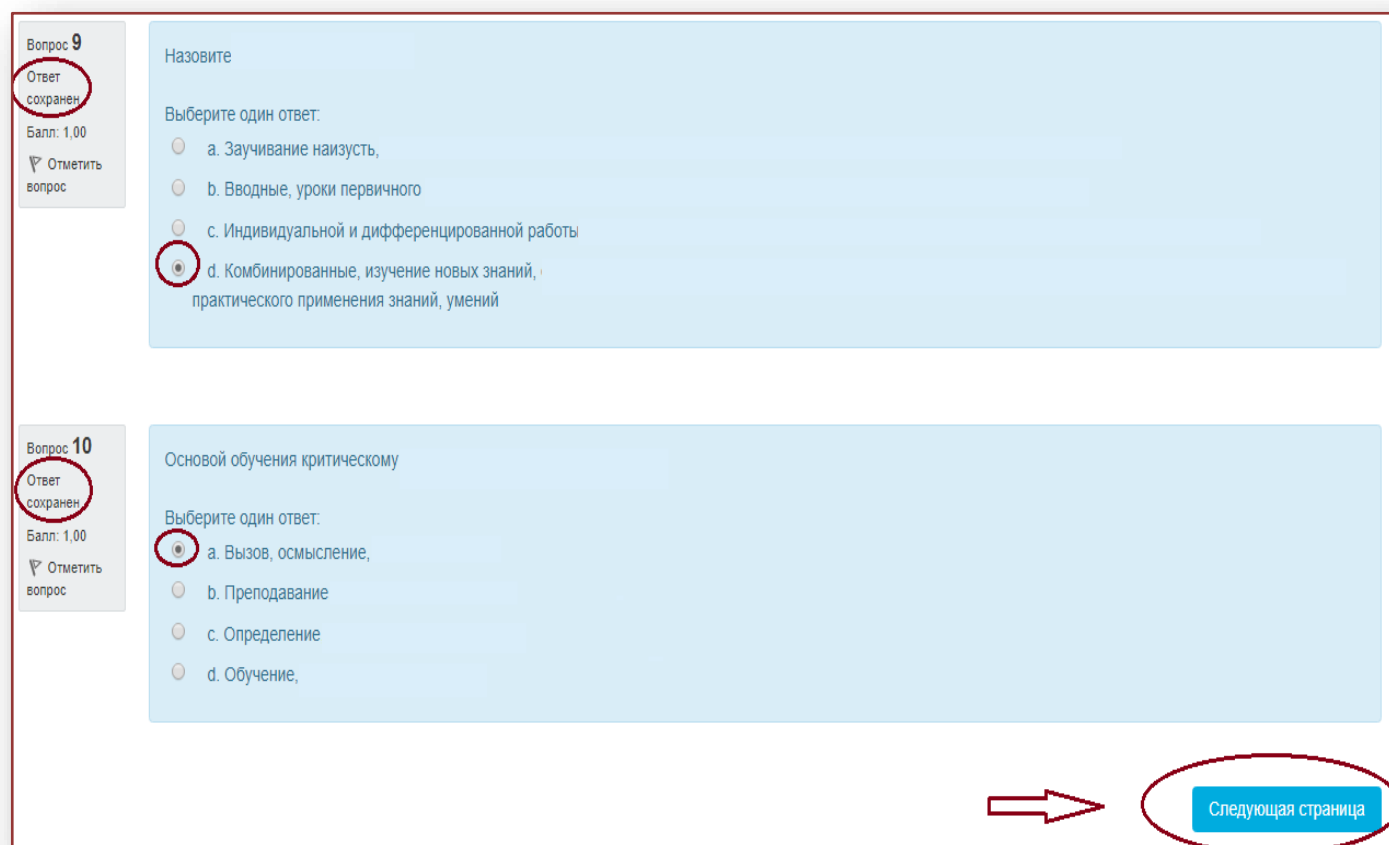 Вопрос 9
Ответ
сохранен
Балл: 1,00
Отметить
вопрос
Назовите
Выберите один ответ:
a. Заучивание наизусть,
b. Вводные, уроки первичного
c. Индивидуальной и дифференцированной работы
d. Комбинированные, изучение новых знаний,
практического применения знаний, умений
Вопрос 10
Ответ
сохранен
Балл: 1,00
Отметить
вопрос
Основой обучения критическому
Выберите один ответ:
a. Вызов, осмысление,
b. Преподавание
c. Определение
d. Обучение,
Следующая страница